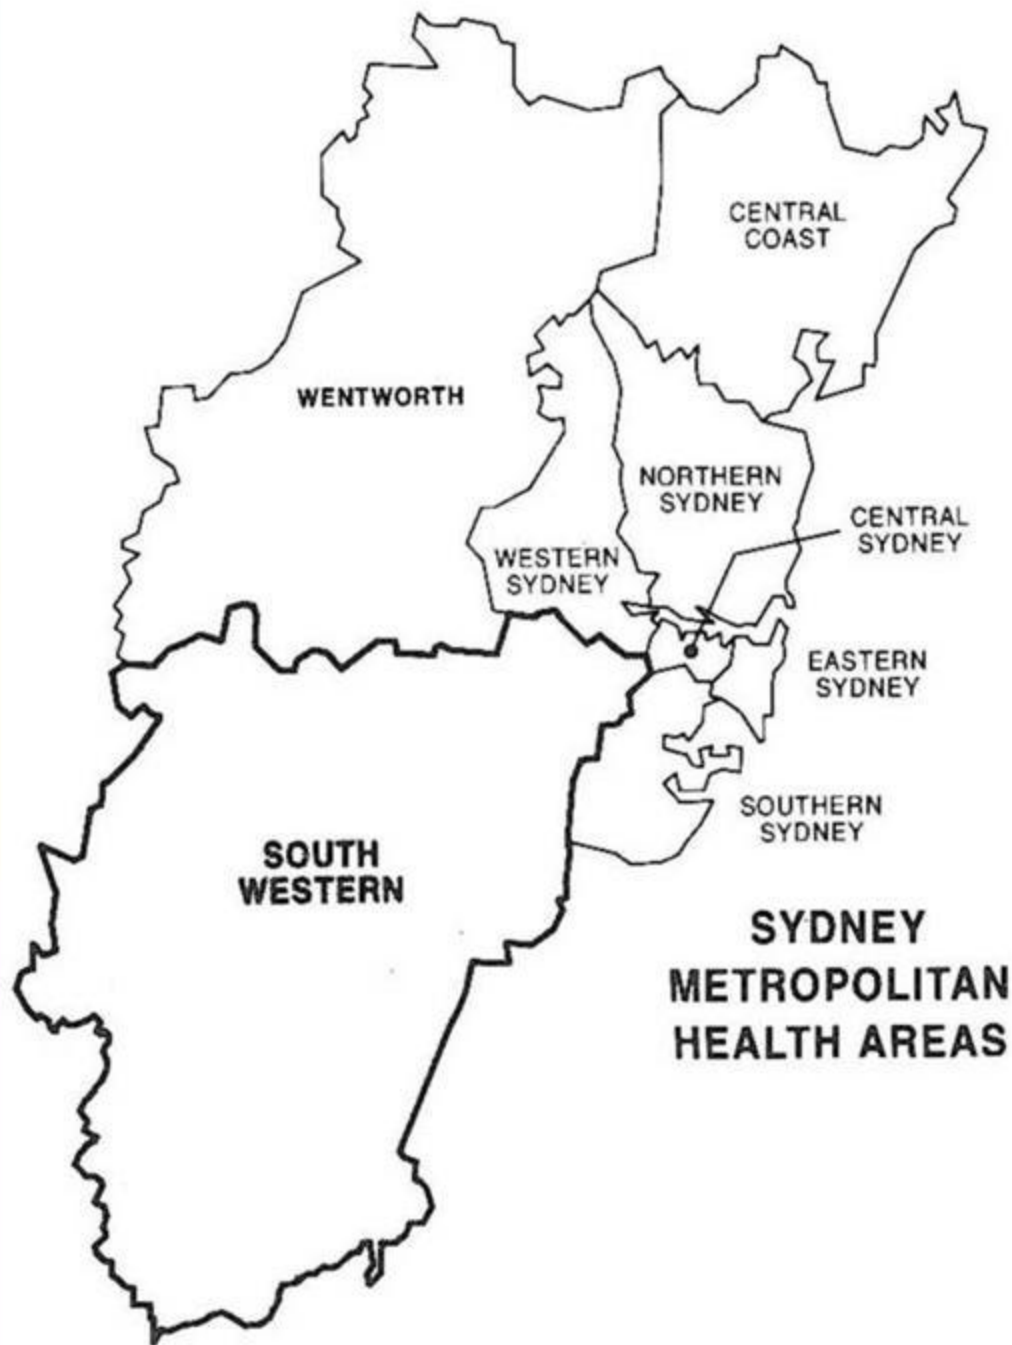 CENTRAL
COAST
WENTWORTH
NORTHERN
SYDNEY
CENTRAL
SYDNEY
WESTERN
SYDNEY
EASTERN
SYDNEY
SOUTHERN
SYDNEY
SOUTH
WESTERN
SYDNEY
METROPOLITAN
HEALTH AREAS